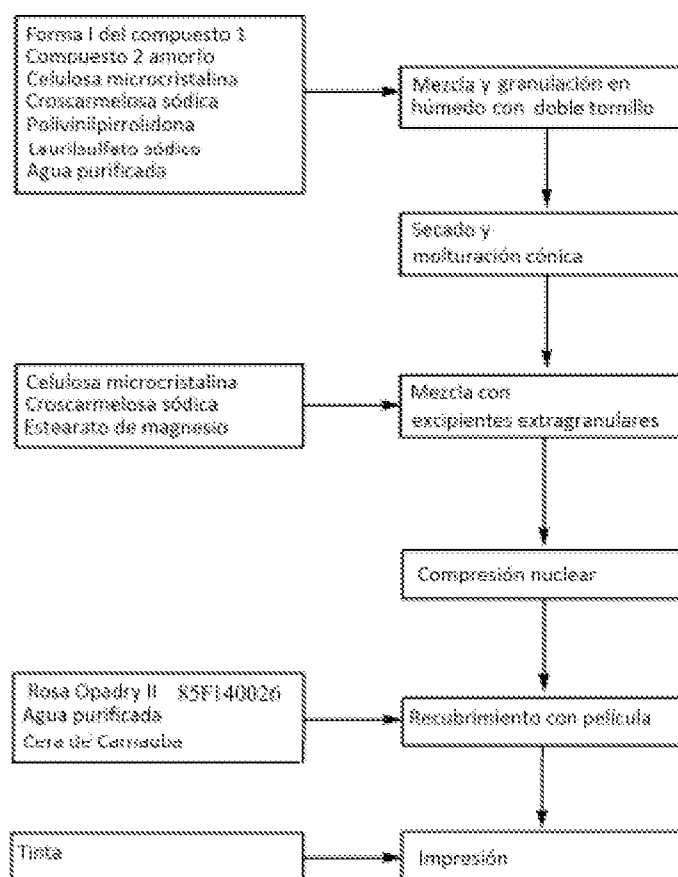 Forma I del compuesto 1
Compuesto 2 amorfo
Celulosa microcristalina
Croscarmelosa sódica
Polivinilpirrolidona
Laurilsulfato sódico
Agua purificada
Mezcla y granulación en
húmedo con doble tornillo
Secado y
molturación cónica
Celulosa microcristalina
Croscarmelosa sódica
Estearato de magnesio
Mezcla con
excipientes extragranulares
Compresión nuclear
Rosa Opadry II 85F140026
Agua purificada
Cera de Carnauba
Recubrimiento con película
Tinta
Impresión